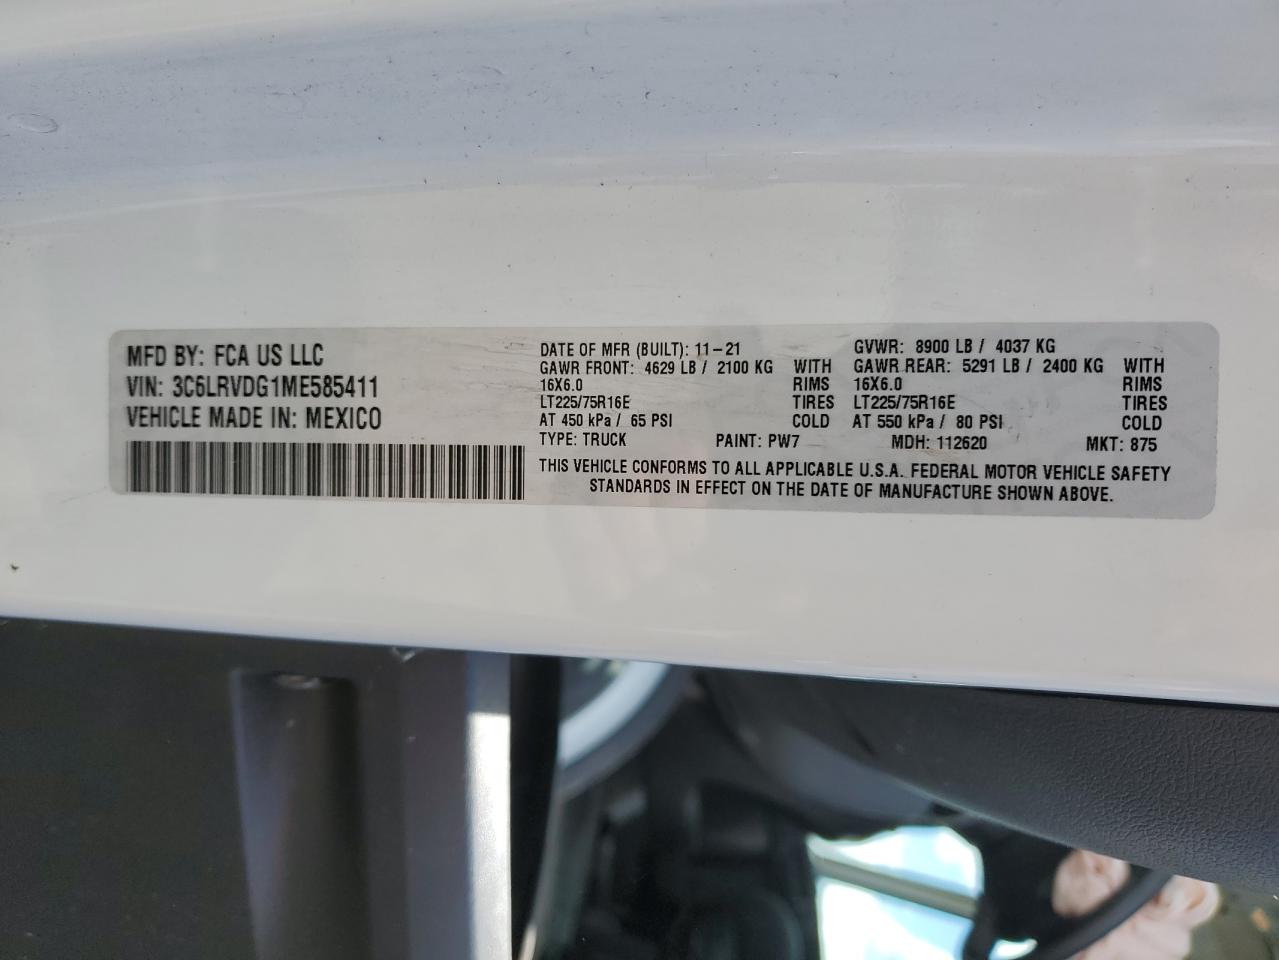 MFD BY: FCA US LLC
VIN: 3C6LRVDG1ME585411
VEHICLE MADE IN: MEXICO
DATE OF MFR (BUILT): 11-21 GVWR: 8900 LB / 4037 KG
GAWR FRONT: 4629 LB / 2100 KG WITH GAWR REAR: 5291 LB / 2400 KG WITH
16X6.0 RIMS 16X6.0 RIMS
LT225/75R16E TIRES LT225/75R16E TIRES
AT 450 kPa / 65 PSI COLD AT 550 kPa / 80 PSI COLD
TYPE: TRUCK PAINT: PW7 MDH: 112620 MKT: 875
THIS VEHICLE CONFORMS TO ALL APPLICABLE U.S.A. FEDERAL MOTOR VEHICLE SAFETY
STANDARDS IN EFFECT ON THE DATE OF MANUFACTURE SHOWN ABOVE.